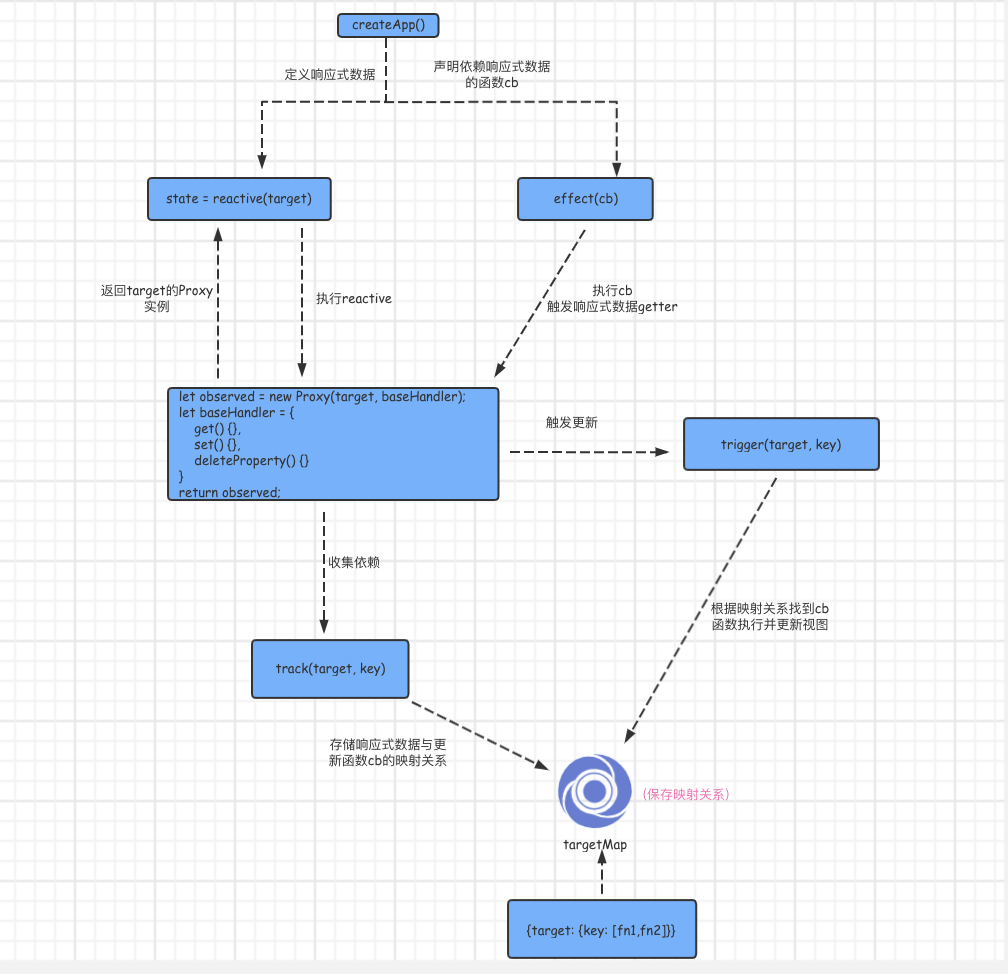 createApp()
定义响应式数据
声明依赖响应式数据
的函数cb
state = reactive(target)
effect(cb)
返回target的Proxy
实例
执行reactive
执行cb
触发响应式数据getter
let observed = new Proxy(target, baseHandler);
let baseHandler = {
get() {},
set() {},
deleteProperty() {}
}
return observed;
触发更新
trigger(target, key)
收集依赖
根据映射关系找到cb
函数执行并更新视图
track(target, key)
存储响应式数据与更
新函数cb的映射关系
(保存映射关系)
targetMap
{target: {key: [fn1,fn2]}}